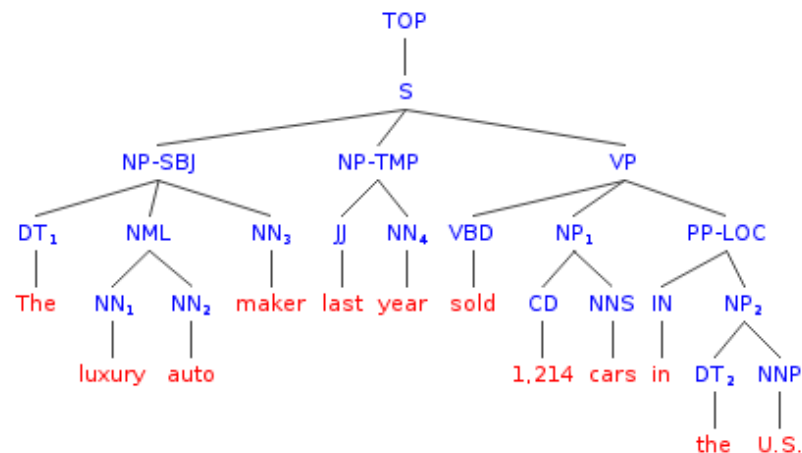 TOP
S
NP-SBJ NP-TMP VP
DT₁ NML NN₃ JJ NN₄ VBD NP₁ PP-LOC
The NN₁ NN₂ maker last year sold CD NNS IN NP₂
luxury auto 1,214 cars in DT₂ NNP
the U.S.